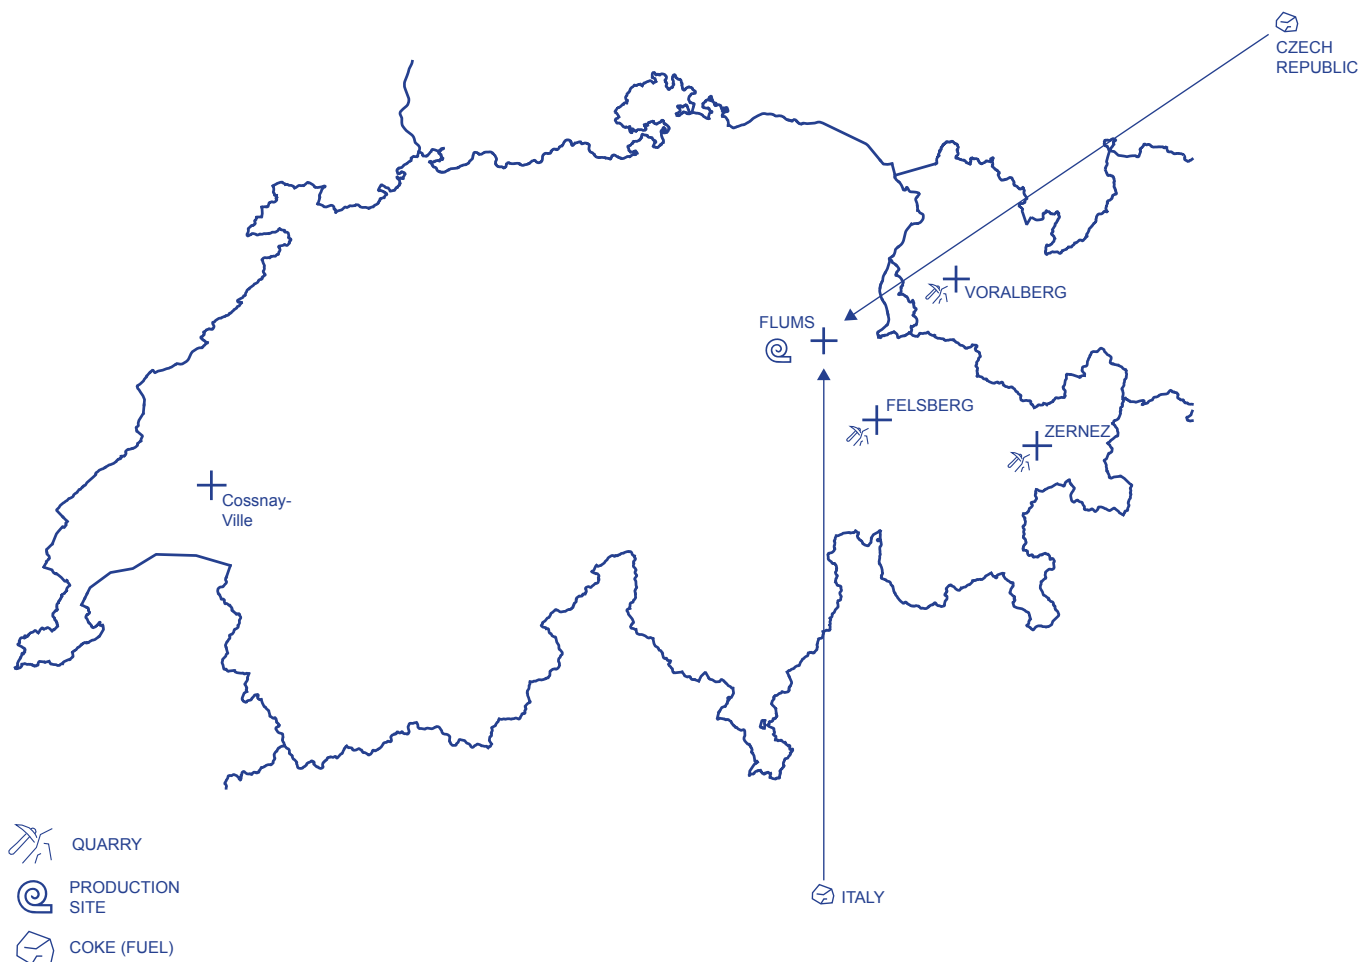 CZECH
REPUBLIC
VORALBERG
FLUMS
FELSBERG
ZERNEZ
Cossnay-
Ville
QUARRY
PRODUCTION
SITE
ITALY
COKE (FUEL)